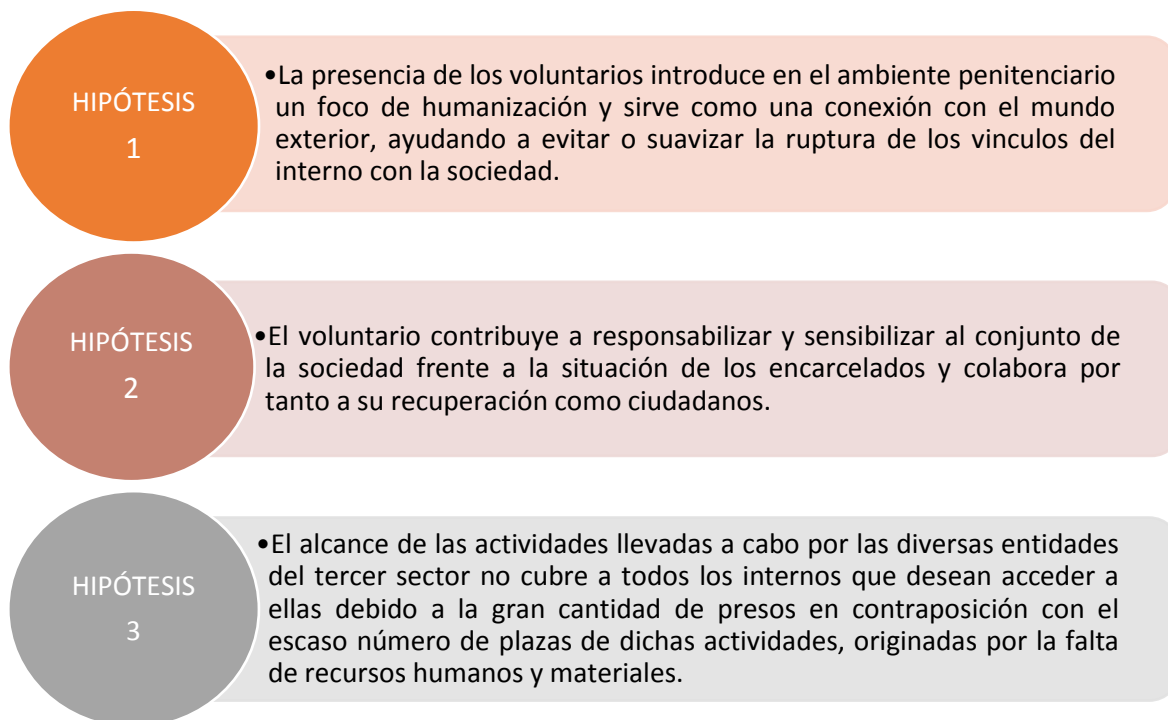 HIPÓTESIS
1
•La presencia de los voluntarios introduce en el ambiente penitenciario
un foco de humanización y sirve como una conexión con el mundo
exterior, ayudando a evitar o suavizar la ruptura de los vinculos del
interno con la sociedad.
HIPÓTESIS
2
•El voluntario contribuye a responsabilizar y sensibilizar al conjunto de
la sociedad frente a la situación de los encarcelados y colabora por
tanto a su recuperación como ciudadanos.
HIPÓTESIS
3
•El alcance de las actividades llevadas a cabo por las diversas entidades
del tercer sector no cubre a todos los internos que desean acceder a
ellas debido a la gran cantidad de presos en contraposición con el
escaso número de plazas de dichas actividades, originadas por la falta
de recursos humanos y materiales.